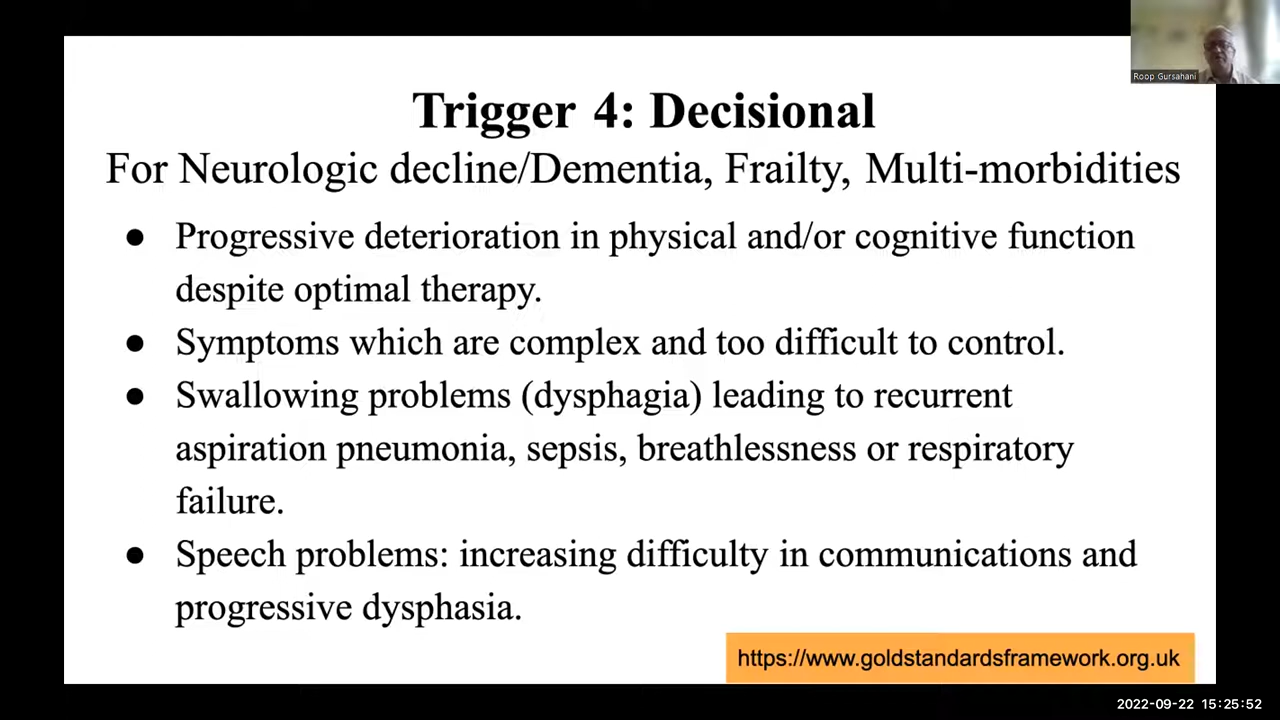 Roop Gursahani
Trigger 4: Decisional
For Neurologic decline/Dementia, Frailty, Multi-morbidities
● Progressive deterioration in physical and/or cognitive function
despite optimal therapy.
● Symptoms which are complex and too difficult to control.
● Swallowing problems (dysphagia) leading to recurrent
aspiration pneumonia, sepsis, breathlessness or respiratory
failure.
● Speech problems: increasing difficulty in communications and
progressive dysphasia.
https://www.goldstandardsframework.org.uk
2022-09-22 15:25:52